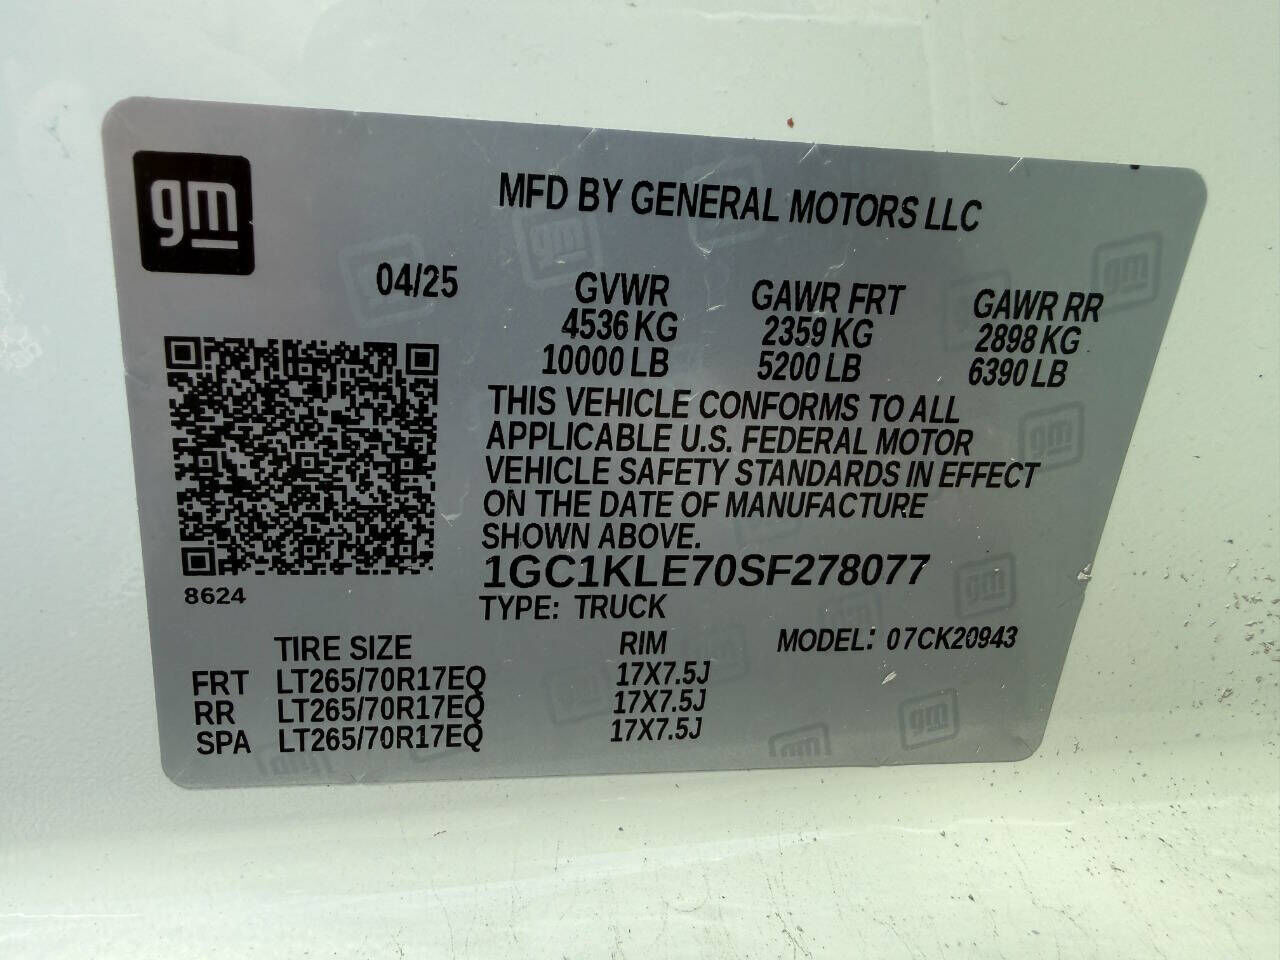 gm
MFD BY GENERAL MOTORS LLC
04/25
GVWR GAWR FRT GAWR RR
4536 KG 2359 KG 2898 KG
10000 LB 5200 LB 6390 LB
THIS VEHICLE CONFORMS TO ALL
APPLICABLE U.S. FEDERAL MOTOR
VEHICLE SAFETY STANDARDS IN EFFECT
ON THE DATE OF MANUFACTURE
SHOWN ABOVE.
1GC1KLE70SF278077
8624
TYPE: TRUCK
TIRE SIZE RIM MODEL: 07CK20943
FRT LT265/70R17EQ 17X7.5J
RR LT265/70R17EQ 17X7.5J
SPA LT265/70R17EQ 17X7.5J